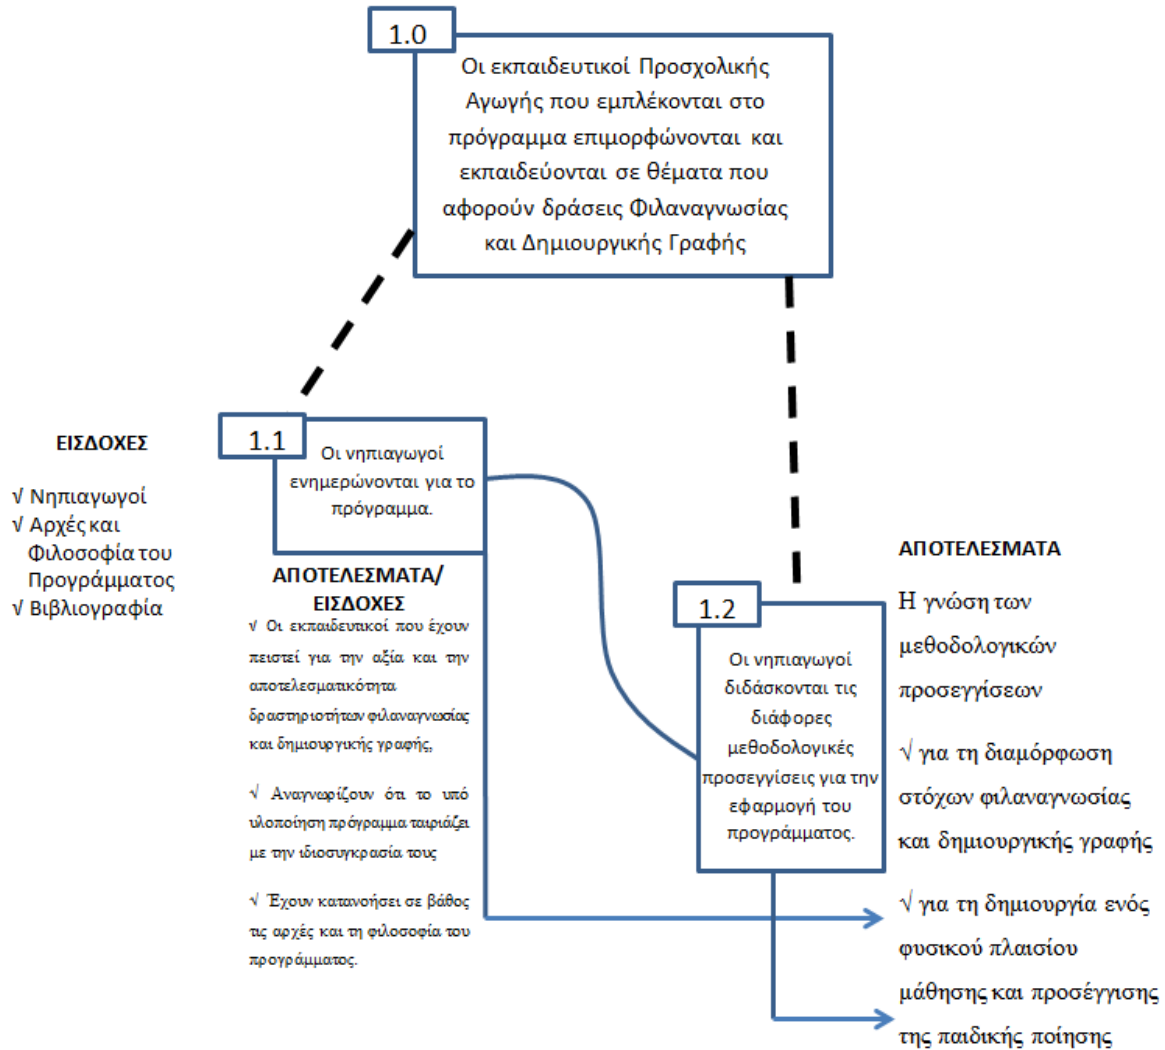 1.0
Οι εκπαιδευτικοί Προσχολικής
Αγωγής που εμπλέκονται στο
πρόγραμμα επιμορφώνονται και
εκπαιδεύονται σε θέματα που
αφορούν δράσεις Φιλαναγνωσίας
και Δημιουργικής Γραφής
ΕΙΣΔΟΧΕΣ
√ Νηπιαγωγοί
√ Αρχές και
Φιλοσοφία του
Προγράμματος
√ Βιβλιογραφία
1.1
Οι νηπιαγωγοί
ενημερώνονται για το
πρόγραμμα.
ΑΠΟΤΕΛΕΣΜΑΤΑ/
ΕΙΣΔΟΧΕΣ
√ Οι εκπαιδευτικοί που έχουν
πειστεί για την αξία και την
αποτελεσματικότητα
δραστηριοτήτων φιλαναγνωσίας
και δημιουργικής γραφής,
√ Αναγνωρίζουν ότι το υπό
υλοποίηση πρόγραμμα ταιριάζει
με την ιδιοσυγκρασία τους
√ Έχουν κατανοήσει σε βάθος
τις αρχές και τη φιλοσοφία του
προγράμματος.
1.2
Οι νηπιαγωγοί
διδάσκονται τις
διάφορες
μεθοδολογικές
προσεγγίσεις για την
εφαρμογή του
προγράμματος.
ΑΠΟΤΕΛΕΣΜΑΤΑ
Η γνώση των
μεθοδολογικών
προσεγγίσεων
√ για τη διαμόρφωση
στόχων φιλαναγνωσίας
και δημιουργικής γραφής
√ για τη δημιουργία ενός
φυσικού πλαισίου
μάθησης και προσέγγισης
της παιδικής ποίησης